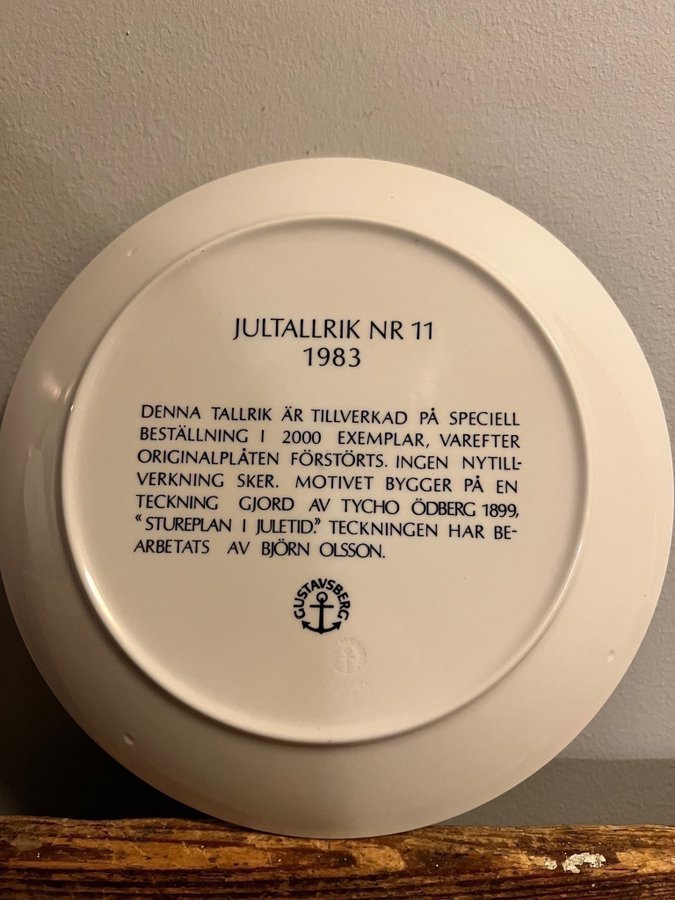 JULTALLRIK NR 11
1983
DENNA TALLRIK ÄR TILLVERKAD PÅ SPECIELL
BESTÄLLNING I 2000 EXEMPLAR, VAREFTER
ORIGINALPLÅTEN FÖRSTÖRTS. INGEN NYTILL-
VERKNING SKER. MOTIVET BYGGER PÅ EN
TECKNING GJORD AV TYCHO ÖDBERG 1899,
“STUREPLAN I JULETID.” TECKNINGEN HAR BE-
ARBETATS AV BJÖRN OLSSON.
GUSTAVSBERG